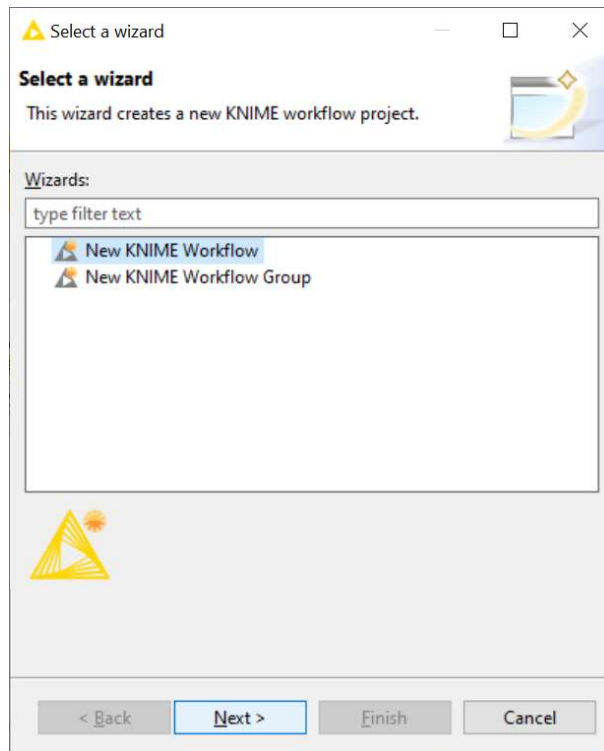 Select a wizard
Select a wizard
This wizard creates a new KNIME workflow project.
Wizards:
type filter text
New KNIME Workflow
New KNIME Workflow Group
< Back Next > Finish Cancel